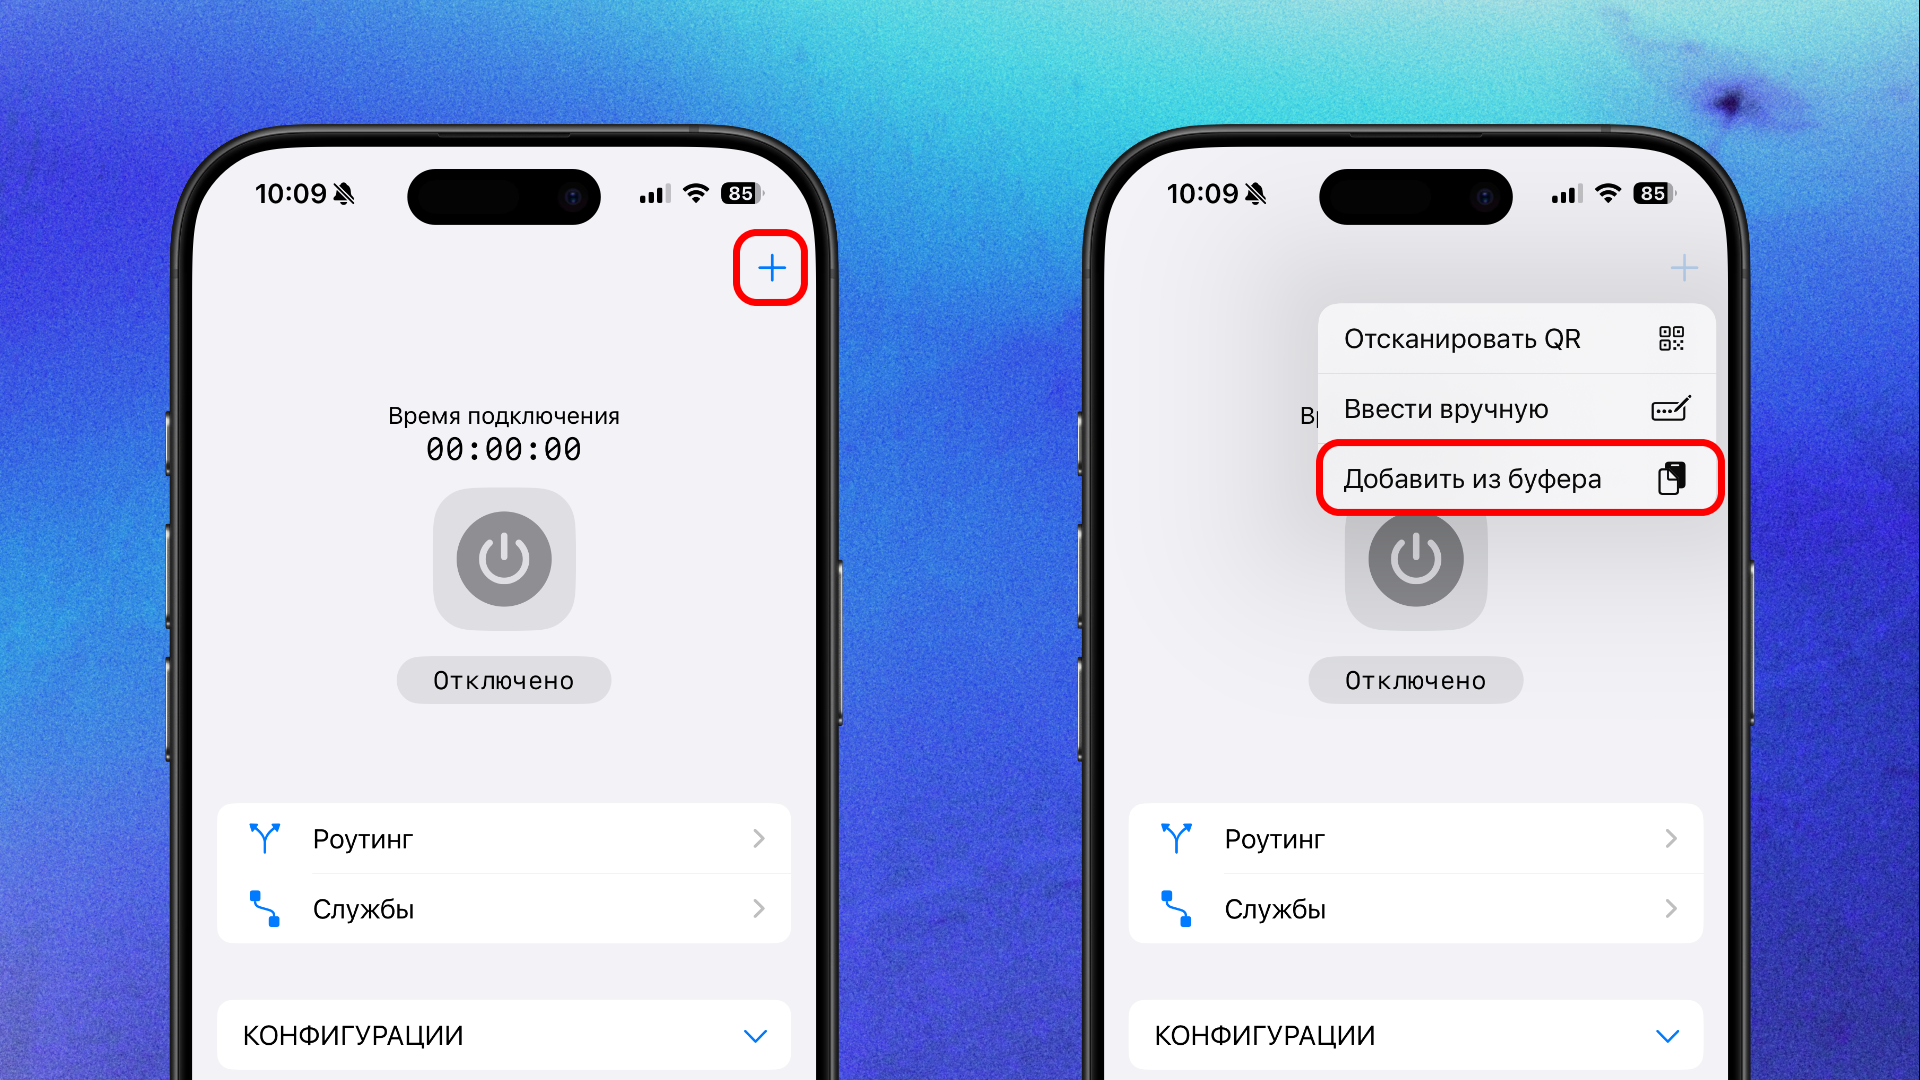 10:09
85
Время подключения
00:00:00
Отключено
Роутинг
Службы
КОНФИГУРАЦИИ
10:09
85
Отсканировать QR
Ввести вручную
Добавить из буфера
Отключено
Роутинг
Службы
КОНФИГУРАЦИИ